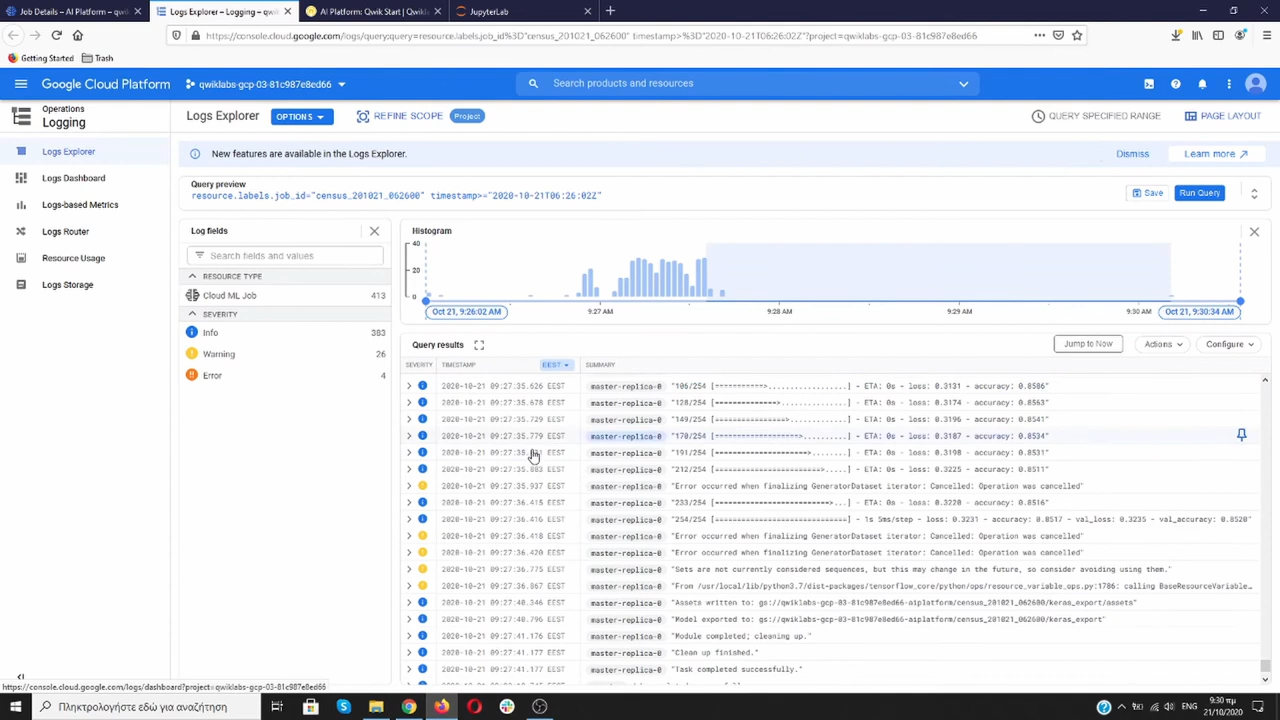 Job Details – AI Platform – qwi
Logs Explorer – Logging – qwi
AI Platform: Qwik Start | Qwikla
JupyterLab
https://console.cloud.google.com/logs/query;query=resource.labels.job_id%3D"census_201021_062600" timestamp>%3D"2020-10-21T06:26:02Z"?project=qwiklabs-gcp-03-81c987e8ed66
Getting Started
Trash
Google Cloud Platform
qwiklabs-gcp-03-81c987e8ed66
Search products and resources
Operations
Logging
Logs Explorer
OPTIONS
REFINE SCOPE
Project
QUERY SPECIFIED RANGE
PAGE LAYOUT
Logs Explorer
Logs Dashboard
Logs-based Metrics
Logs Router
Resource Usage
Logs Storage
New features are available in the Logs Explorer.
Dismiss
Learn more
Query preview
resource.labels.job_id="census_201021_062600" timestamp>="2020-10-21T06:26:02Z"
Save
Run Query
Log fields
Search fields and values
RESOURCE TYPE
Cloud ML Job 413
SEVERITY
Info 383
Warning 26
Error 4
Histogram
40
20
0
Oct 21, 9:26:02 AM
9:27 AM
9:28 AM
9:29 AM
9:30 AM
Oct 21, 9:30:34 AM
Query results
Jump to Now
Actions
Configure
SEVERITY TIMESTAMP EEST SUMMARY
2020-10-21 09:27:35.626 EEST master-replica-0 "106/254 [===========>..................] - ETA: 0s - loss: 0.3131 - accuracy: 0.8586"
2020-10-21 09:27:35.678 EEST master-replica-0 "128/254 [==============>...............] - ETA: 0s - loss: 0.3174 - accuracy: 0.8563"
2020-10-21 09:27:35.729 EEST master-replica-0 "149/254 [================>.............] - ETA: 0s - loss: 0.3196 - accuracy: 0.8541"
2020-10-21 09:27:35.779 EEST master-replica-0 "170/254 [===================>..........] - ETA: 0s - loss: 0.3187 - accuracy: 0.8534"
2020-10-21 09:27:35. EEST master-replica-0 "191/254 [=====================>........] - ETA: 0s - loss: 0.3198 - accuracy: 0.8531"
2020-10-21 09:27:35.883 EEST master-replica-0 "212/254 [========================>.....] - ETA: 0s - loss: 0.3225 - accuracy: 0.8511"
2020-10-21 09:27:35.937 EEST master-replica-0 "Error occurred when finalizing GeneratorDataset iterator: Cancelled: Operation was cancelled"
2020-10-21 09:27:36.415 EEST master-replica-0 "233/254 [==========================>...] - ETA: 0s - loss: 0.3220 - accuracy: 0.8516"
2020-10-21 09:27:36.416 EEST master-replica-0 "254/254 [==============================] - 1s 5ms/step - loss: 0.3231 - accuracy: 0.8517 - val_loss: 0.3235 - val_accuracy: 0.8520"
2020-10-21 09:27:36.418 EEST master-replica-0 "Error occurred when finalizing GeneratorDataset iterator: Cancelled: Operation was cancelled"
2020-10-21 09:27:36.420 EEST master-replica-0 "Error occurred when finalizing GeneratorDataset iterator: Cancelled: Operation was cancelled"
2020-10-21 09:27:36.775 EEST master-replica-0 "Sets are not currently considered sequences, but this may change in the future, so consider avoiding using them."
2020-10-21 09:27:36.867 EEST master-replica-0 "From /usr/local/lib/python3.7/dist-packages/tensorflow_core/python/ops/resource_variable_ops.py:1786: calling BaseResourceVariable...
2020-10-21 09:27:40.346 EEST master-replica-0 "Assets written to: gs://qwiklabs-gcp-03-81c987e8ed66-aiplatform/census_201021_062600/keras_export/assets"
2020-10-21 09:27:40.796 EEST master-replica-0 "Model exported to: gs://qwiklabs-gcp-03-81c987e8ed66-aiplatform/census_201021_062600/keras_export"
2020-10-21 09:27:41.176 EEST master-replica-0 "Module completed; cleaning up."
2020-10-21 09:27:41.177 EEST master-replica-0 "Clean up finished."
2020-10-21 09:27:41.177 EEST master-replica-0 "Task completed successfully."
https://console.cloud.google.com/logs/dashboard?project=qwiklabs-gcp-03-81c987e8ed66
Πληκτρολογήστε εδώ για αναζήτηση
ENG
9:30 πμ
21/10/2020